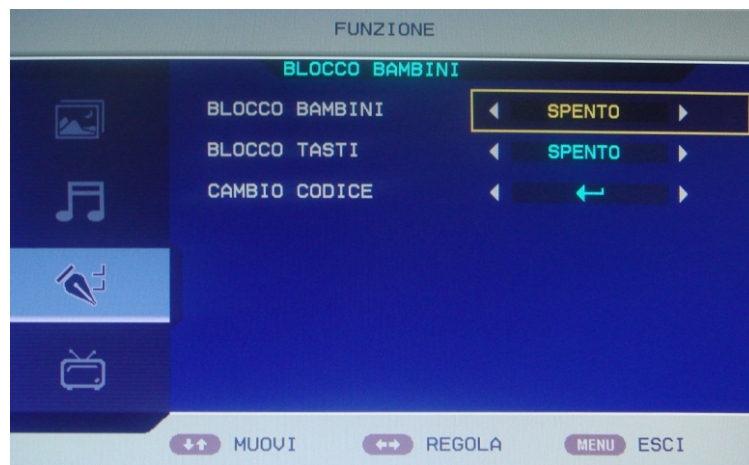 FUNZIONE
BLOCCO BAMBINI
BLOCCO BAMBINI SPENTO
BLOCCO TASTI SPENTO
CAMBIO CODICE
MUOVI REGOLA MENU ESCI